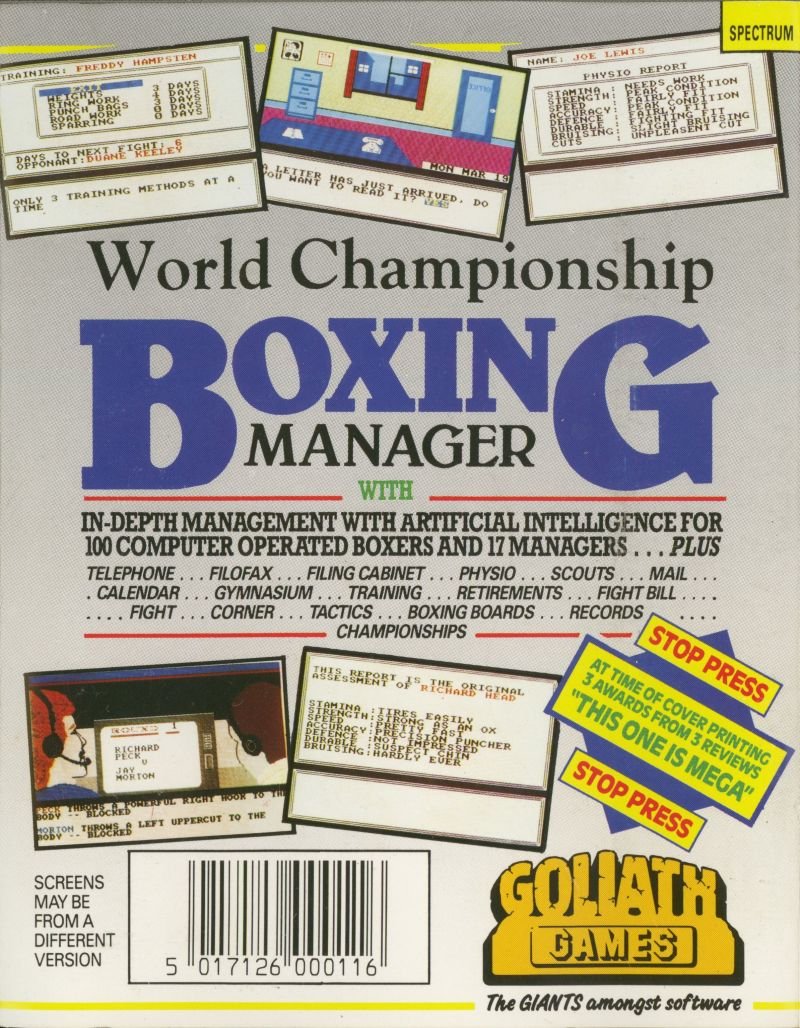 SPECTRUM
TRAINING: FREDDY HAMPSTEN
EXIT
WEIGHTS 3 DAYS
RING WORK 4 DAYS
PUNCH BAGS 3 DAYS
ROAD WORK 0 DAYS
SPARRING 0 DAYS
DAYS TO NEXT FIGHT: 6
OPPONANT: DUANE KEELEY
ONLY 3 TRAINING METHODS AT A
TIME
OFFICE
MON MAR 19
A LETTER HAS JUST ARRIVED, DO
YOU WANT TO READ IT? YES
NAME: JOE LEWIS
PHYSIO REPORT
STAMINA : NEEDS WORK
STRENGTH: PEAK CONDITION
SPEED : FAIRLY FIT
ACCURACY: PEAK CONDITION
DEFENCE : FAIRLY FIT
DURABLE : FIGHTING FIT
BRUISING: SLIGHT BRUISING
CUTS : UNPLEASENT CUT
World Championship
BOXING
MANAGER
WITH
IN-DEPTH MANAGEMENT WITH ARTIFICIAL INTELLIGENCE FOR
100 COMPUTER OPERATED BOXERS AND 17 MANAGERS . . . PLUS
TELEPHONE . . . FILOFAX . . . FILING CABINET . . . PHYSIO . . . SCOUTS . . . MAIL . . . .
. CALENDAR . . . GYMNASIUM . . . TRAINING . . . RETIREMENTS . . . FIGHT BILL . . . .
. . . . FIGHT . . . CORNER . . . TACTICS . . . BOXING BOARDS . . . RECORDS . . . .
CHAMPIONSHIPS
STOP PRESS
AT TIME OF COVER PRINTING
3 AWARDS FROM 3 REVIEWS
"THIS ONE IS MEGA"
STOP PRESS
ROUND 1
RICHARD
PECK
V
JAY
MORTON
PECK THROWS A POWERFUL RIGHT HOOK TO THE
BODY -- BLOCKED
MORTON THROWS A LEFT UPPERCUT TO THE
BODY -- BLOCKED
THIS REPORT IS THE ORIGINAL
ASSESSMENT OF RICHARD HEAD
STAMINA :TIRES EASILY
STRENGTH:STRONG AS AN OX
SPEED :PRETTY FAST
ACCURACY:PRECISION PUNCHER
DEFENCE :NOT IMPRESSED
DURABLE :SUSPECT CHIN
BRUISING:HARDLY EVER
SCREENS
MAY BE
FROM A
DIFFERENT
VERSION
5 017126 000116
GOLIATH
GAMES
The GIANTS amongst software